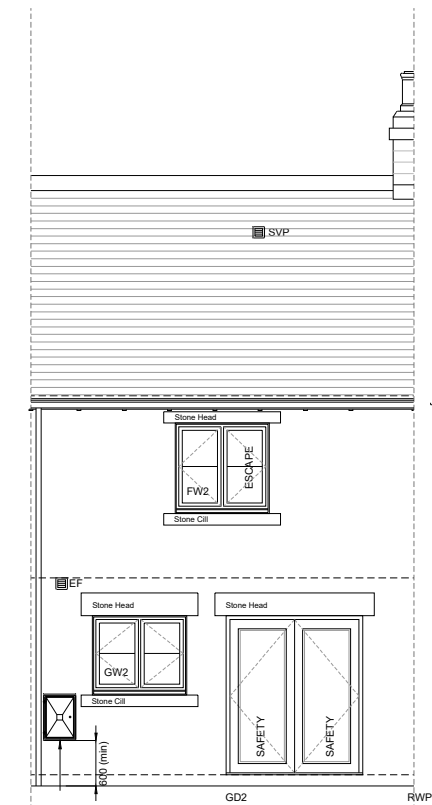 SVP
Stone Head
FW2
ESCAPE
Stone Cill
EF
Stone Head
Stone Head
GW2
Stone Cill
SAFETY
SAFETY
600 (min)
GD2
RWP